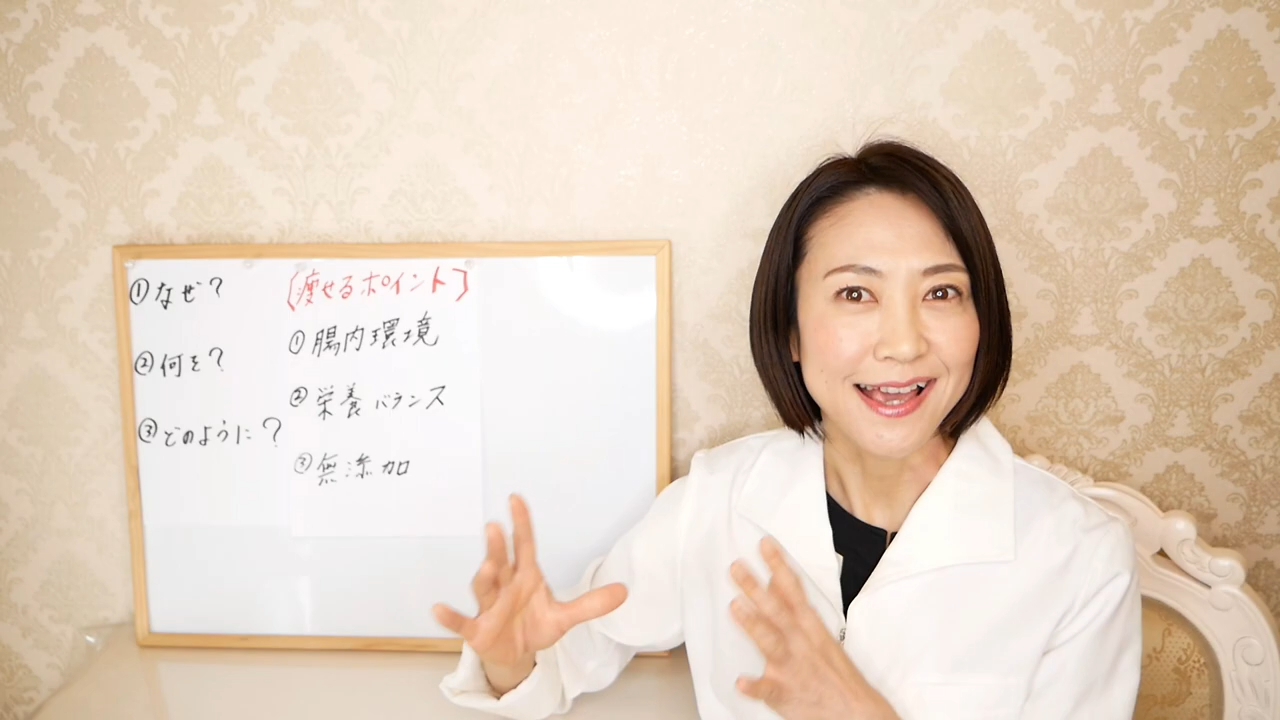 ①なぜ?
②何を?
③どのように?
[痩せるポイント]
①腸内環境
②栄養バランス
③無添加